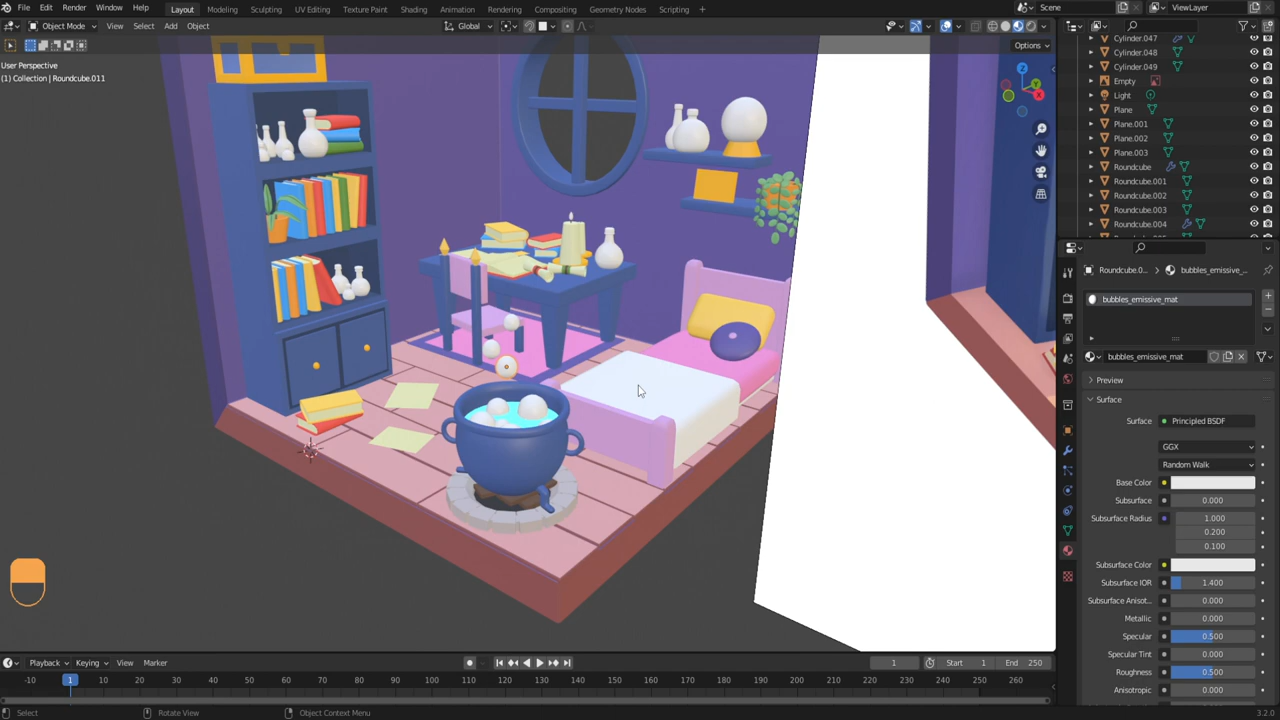 File Edit Render Window Help Layout Modeling Sculpting UV Editing Texture Paint Shading Animation Rendering Compositing Geometry Nodes Scripting Scene ViewLayer
Object Mode View Select Add Object Global
Options
User Perspective
(1) Collection | Roundcube.011
Z
Y
X
Cylinder.047
Cylinder.048
Cylinder.049
Empty
Light
Plane
Plane.001
Plane.002
Plane.003
Roundcube
Roundcube.001
Roundcube.002
Roundcube.003
Roundcube.004
Roundcube.0... bubbles_emissive_...
bubbles_emissive_mat
bubbles_emissive_mat
Preview
Surface
Surface Principled BSDF
GGX
Random Walk
Base Color
Subsurface 0.000
Subsurface Radius 1.000
0.200
0.100
Subsurface Color
Subsurface IOR 1.400
Subsurface Anisot... 0.000
Metallic 0.000
Specular 0.500
Specular Tint 0.000
Roughness 0.500
Anisotropic 0.000
Playback Keying View Marker 1 Start 1 End 250
-10 1 10 20 30 40 50 60 70 80 90 100 110 120 130 140 150 160 170 180 190 200 210 220 230 240 250 260
Select Rotate View Object Context Menu 3.2.0